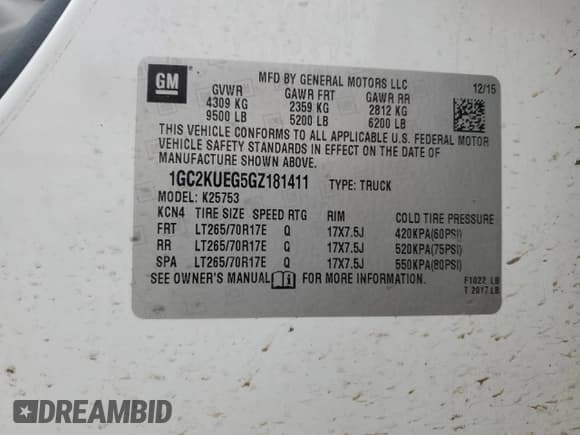 GM
MFD BY GENERAL MOTORS LLC 12/15
GVWR GAWR FRT GAWR RR
4309 KG 2359 KG 2812 KG
9500 LB 5200 LB 6200 LB
THIS VEHICLE CONFORMS TO ALL APPLICABLE U.S. FEDERAL MOTOR
VEHICLE SAFETY STANDARDS IN EFFECT ON THE DATE OF
MANUFACTURE SHOWN ABOVE.
1GC2KUEG5GZ181411 TYPE: TRUCK
MODEL: K25753
KCN4 TIRE SIZE SPEED RTG RIM COLD TIRE PRESSURE
FRT LT265/70R17E Q 17X7.5J 420KPA(60PSI)
RR LT265/70R17E Q 17X7.5J 520KPA(75PSI)
SPA LT265/70R17E Q 17X7.5J 550KPA(80PSI)
SEE OWNER'S MANUAL FOR MORE INFORMATION.
F1022 LB
T 2017 LB
DREAMBID